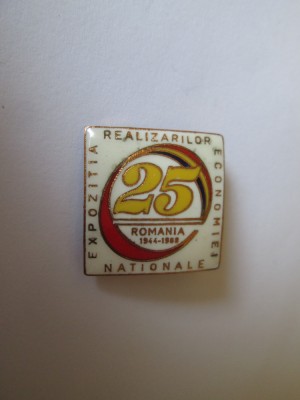 EXPOZITIA
REALIZARILOR
ECONOMIEI
NATIONALE
25
ROMANIA
1944-1969